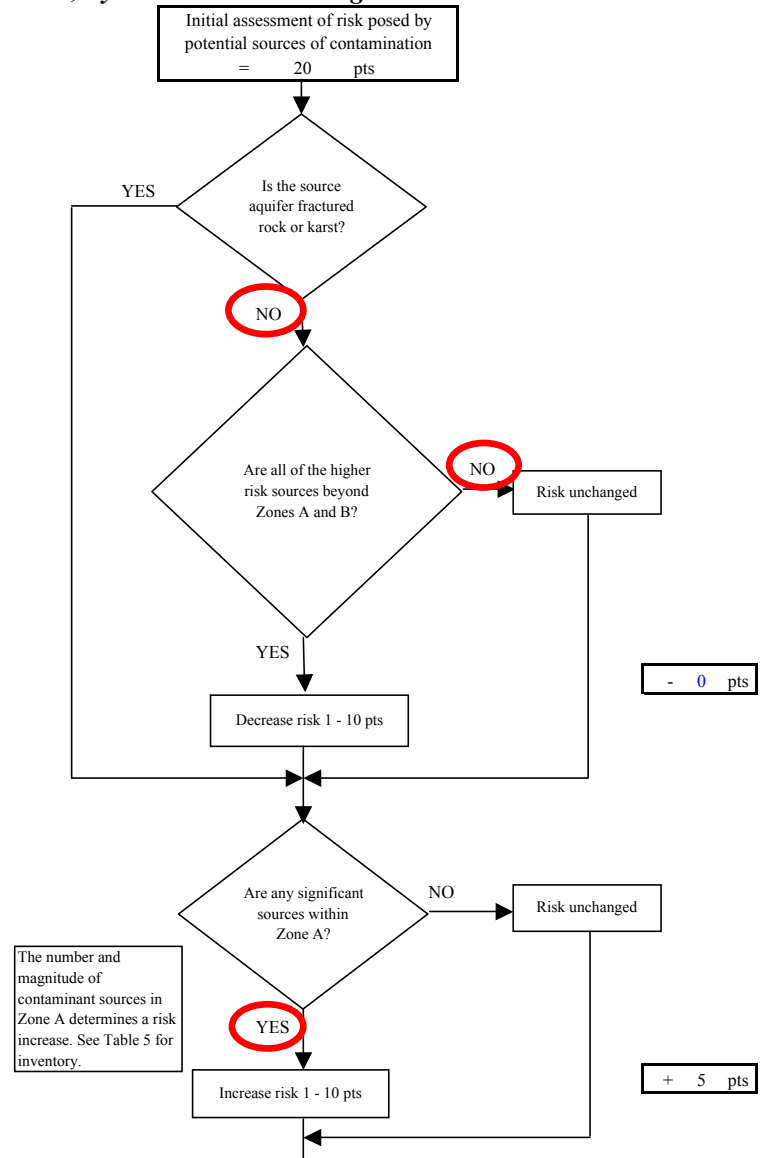 Initial assessment of risk posed by
potential sources of contamination
= 20 pts
YES
Is the source
aquifer fractured
rock or karst?
NO
Are all of the higher
risk sources beyond
Zones A and B?
NO
Risk unchanged
YES
- 0 pts
Decrease risk 1 - 10 pts
Are any significant
sources within
Zone A?
NO
Risk unchanged
The number and
magnitude of
contaminant sources in
Zone A determines a risk
increase. See Table 5 for
inventory.
YES
+ 5 pts
Increase risk 1 - 10 pts